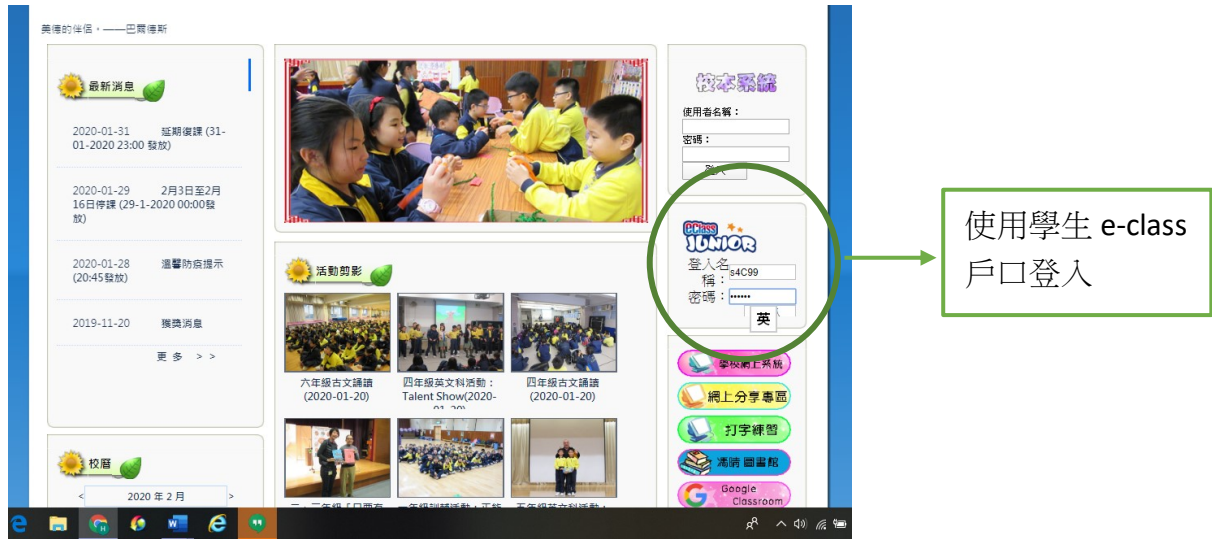 美德的伴侶，——巴爾德斯
最新消息
2020-01-31 延期復課 (31-
01-2020 23:00 發放)
2020-01-29 2月3日至2月
16日停課 (29-1-2020 00:00發
放)
2020-01-28 溫馨防疫提示
(20:45發放)
2019-11-20 獲獎消息
更 多 > >
校曆
< 2020 年 2 月 >
活動剪影
六年級古文誦讀
(2020-01-20)
四年級英文科活動：
Talent Show(2020-
01-20)
四年級古文誦讀
(2020-01-20)
校本系統
使用者名稱：
密碼：
登入
eClass
JUNIOR
登入名
稱：s4C99
密碼：••••••
英
學校網上系統
網上分享專區
打字練習
圖書館
Google
Classroom
使用學生 e-class
戶口登入